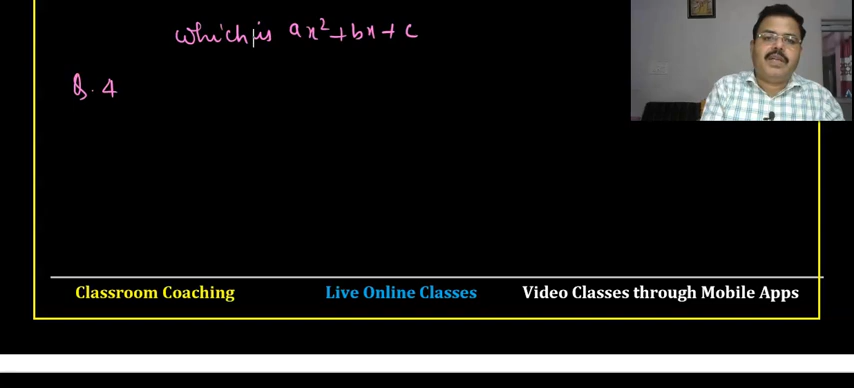 which is ax²+bx+c
Q. 4
Classroom Coaching Live Online Classes Video Classes through Mobile Apps